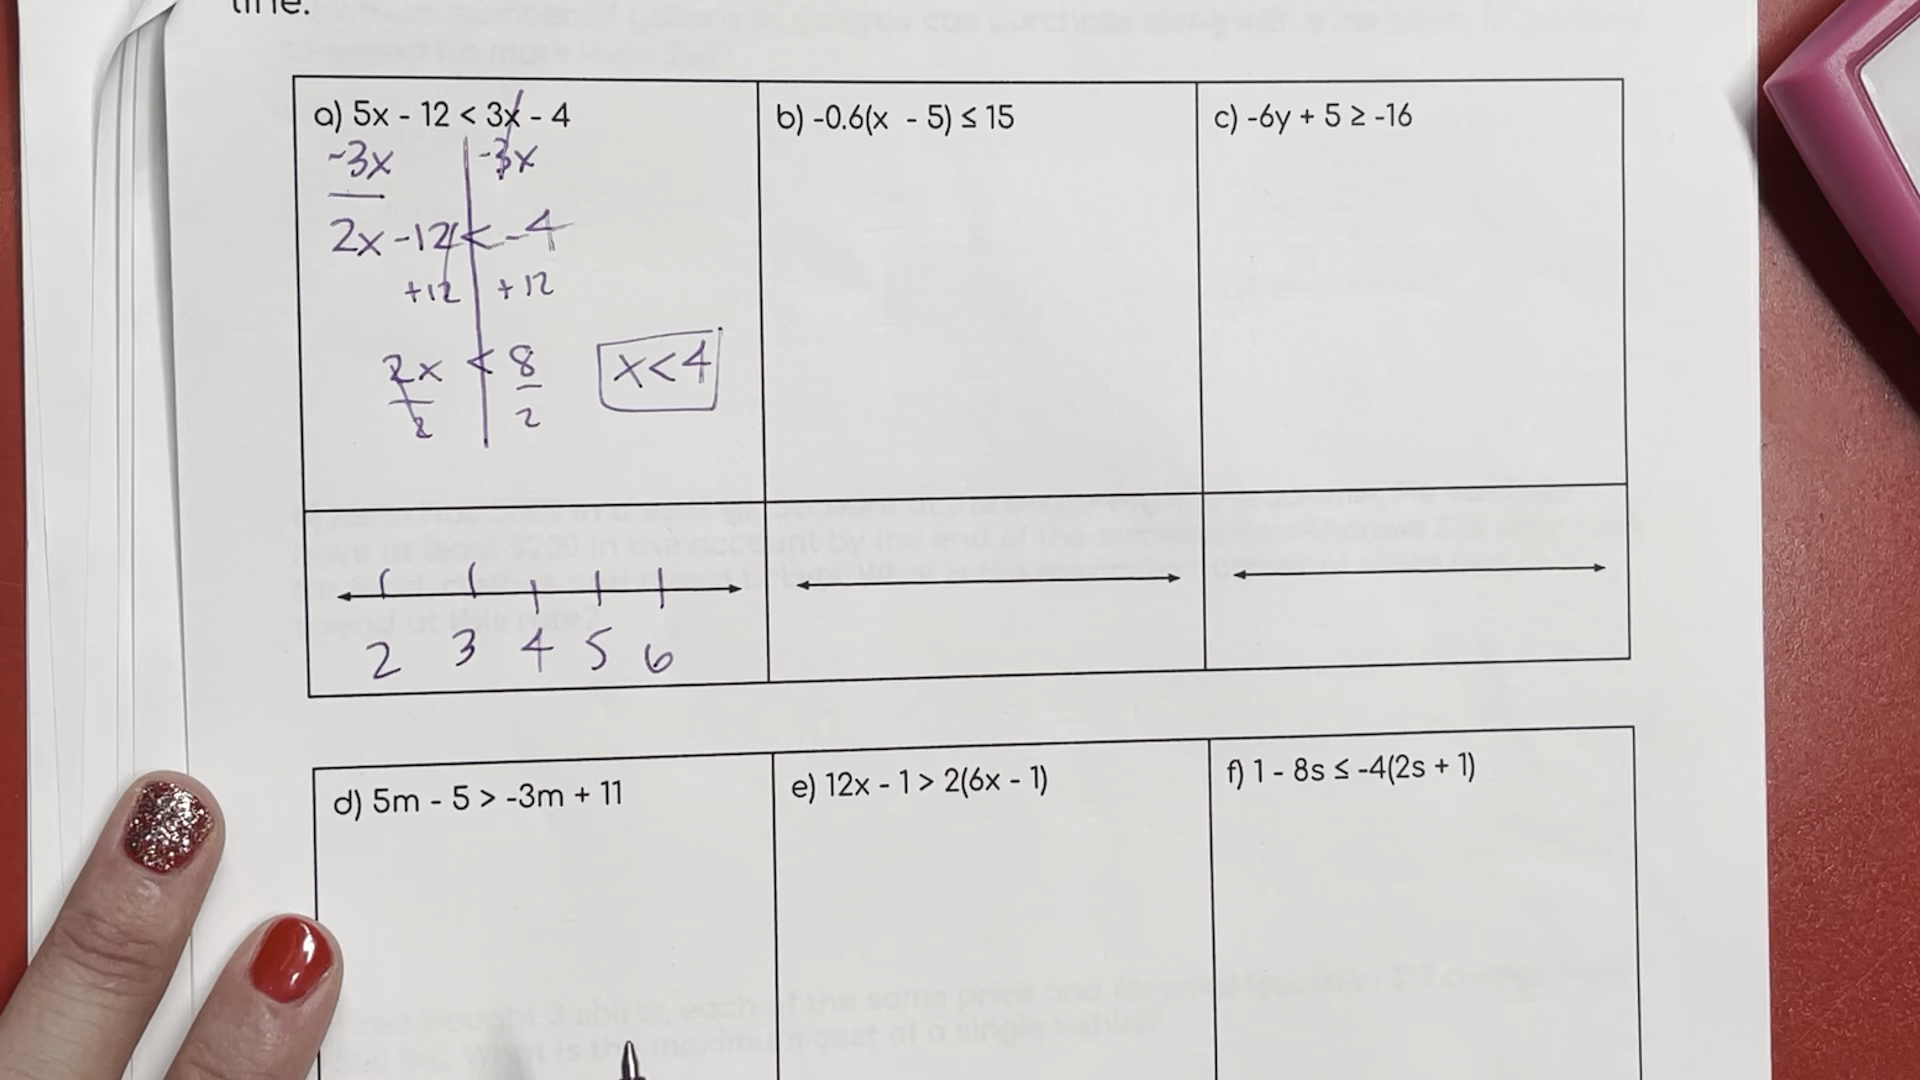 line.
a) 5x - 12 < 3x - 4
-3x -3x
2x -12 < -4
+12 +12
2x < 8
2 2
x < 4
2 3 4 5 6
b) -0.6(x - 5) ≤ 15
c) -6y + 5 ≥ -16
d) 5m - 5 > -3m + 11
e) 12x - 1 > 2(6x - 1)
f) 1 - 8s ≤ -4(2s + 1)